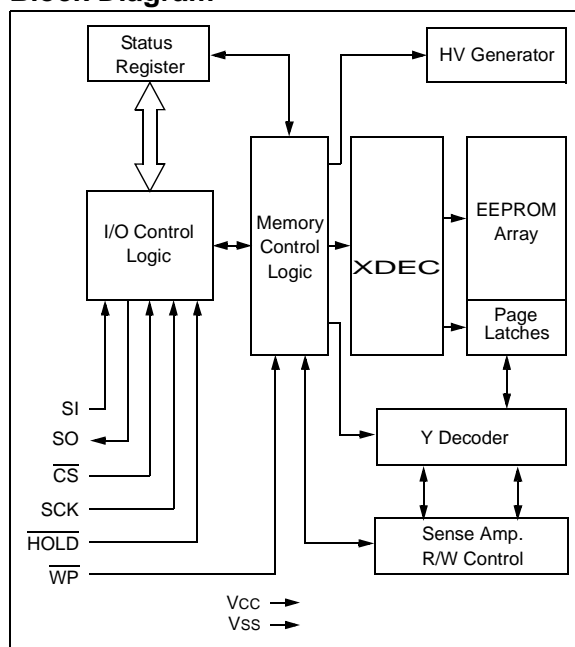 Block Diagram
Status
Register
HV Generator
I/O Control
Logic
Memory
Control
Logic
XDEC
EEPROM
Array
Page
Latches
SI
SO
CS
SCK
HOLD
WP
Y Decoder
Sense Amp.
R/W Control
VCC
VSS